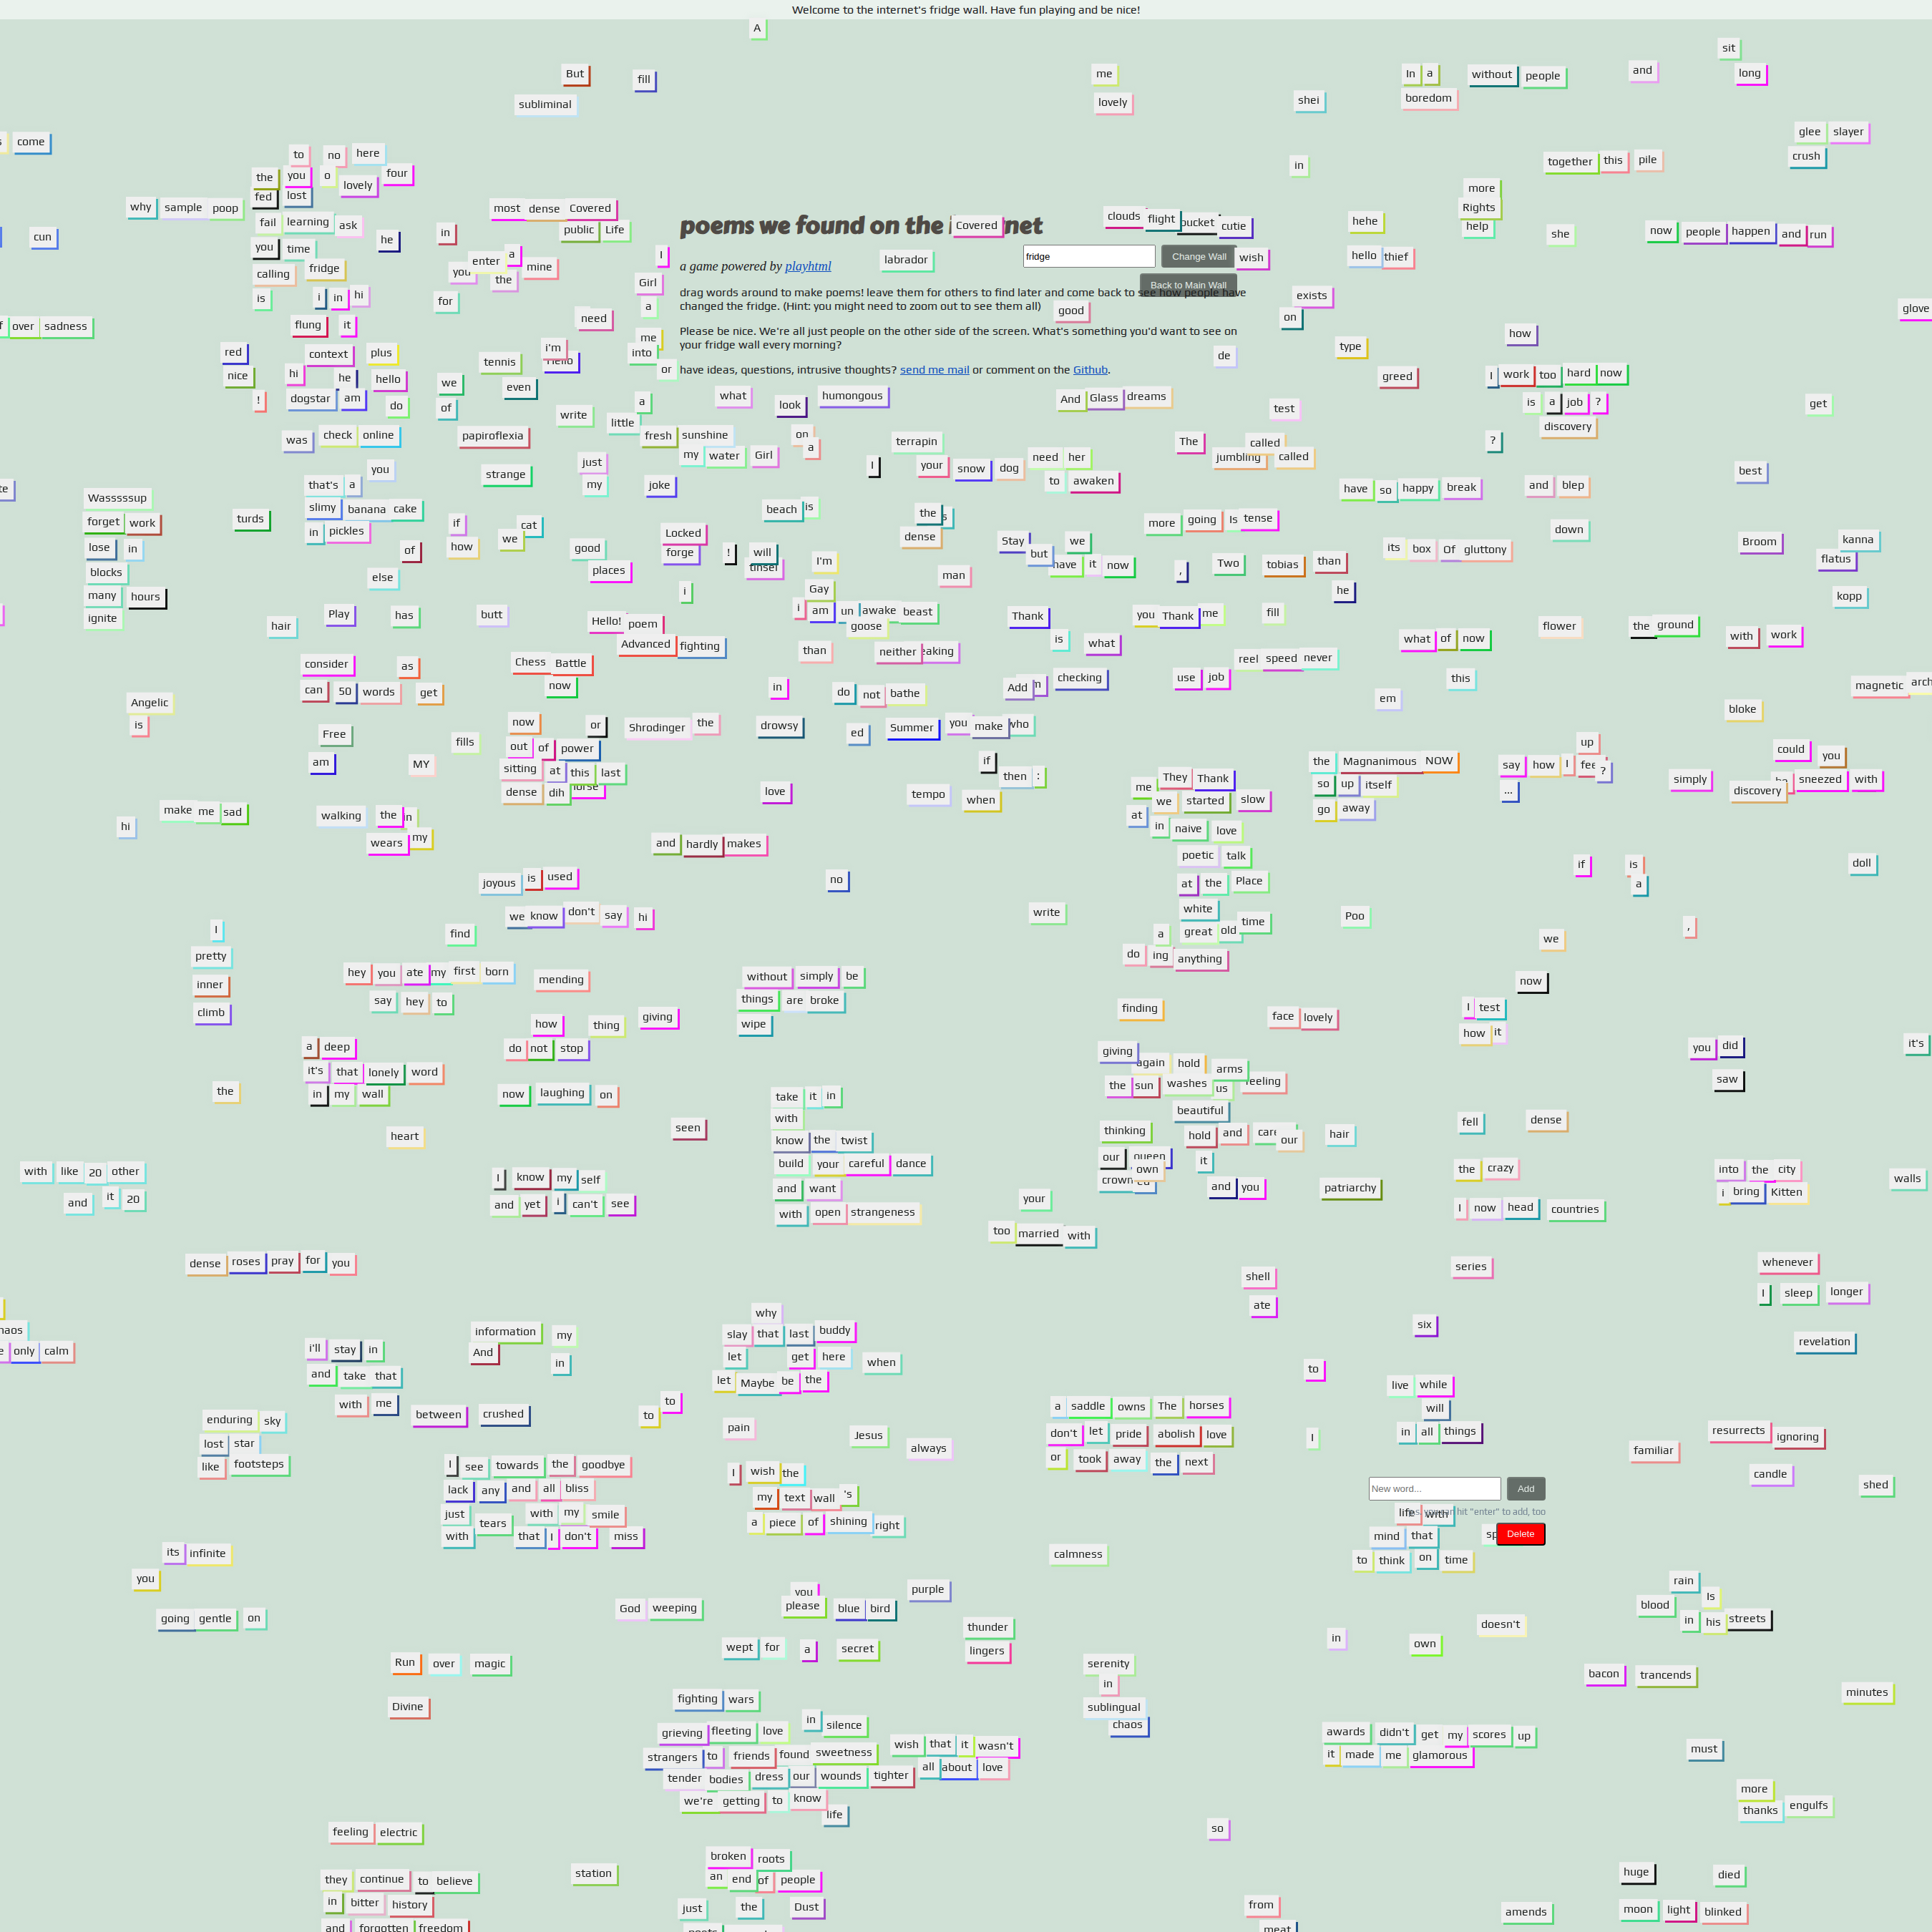 Welcome to the internet's fridge wall. Have fun playing and be nice!
A
sit
But fill me In a without people and long
subliminal lovely shei boredom
glee slayer
come
to no here in together this pile crush
the you o lovely four
fed lost more
why sample poop most dense Covered Rights
fail learning ask public Life clouds flight cutie hehe help
poems we found on the Covered net
cun you time he in she now people happen and run
calling fridge you enter a the mine I labrador fridge Change Wall wish hello thief
a game powered by playhtml
is i in hi for Girl Back to Main Wall exists
drag words around to make poems! leave them for others to find later and come back to see how people have
changed the fridge. (Hint: you might need to zoom out to see them all) good
a on glove
over sadness flung it need
Please be nice. We're all just people on the other side of the screen. What's something you'd want to see on
your fridge wall every morning?
me how
red context plus tennis i'm into de type
have ideas, questions, intrusive thoughts? send me mail or comment on the Github.
nice hi he hello we even or greed I work too hard now
! dogstar am do of write a what look humongous And Glass dreams test is a job ? get
little discovery
was check online papiroflexia fresh sunshine on terrapin The called ?
my water Girl a jumbling called
you strange just I your snow dog need her best
that's a my joke to awaken have so happy break and blep
Wasssssup
slimy banana cake beach is the
forget work turds if cat more going Is tense down
in pickles we Locked dense Stay we
lose in of how good forge ! will but have it now its box Of gluttony Broom kanna
blocks else places I'm man , Two tobias than flatus
many hours i Gay he kopp
ignite hair Play has butt Hello! poem i am un awake beast Thank you Thank me fill flower the ground
goose is what what of now with work
Advanced fighting than neither reel speed never
consider as Chess Battle
can 50 words get now in do not bathe Add checking use job this magnetic
Angelic em bloke
is now or Shrodinger the drowsy ed Summer you make
Free fills out of power up could you
am MY sitting at this last if the Magnanimous NOW say how I ?
dense dih love then : They Thank so up itself ... simply sneezed with
tempo when me discovery
make me sad walking the we started slow go away
hi wears my at in naive love
and hardly makes poetic talk if is doll
joyous is used no at the Place a
we know don't say hi write white Poo
I find a great old time we ,
pretty do ing anything
hey you ate my first born mending without simply be
inner now
say hey to things are broke
climb finding face lovely I test
how thing giving wipe how it
a deep do not stop giving you did it's
it's that lonely word again hold arms saw
the in my wall now laughing on take it in the sun washes us feeling
with beautiful fell dense
heart seen thinking hair
know the twist hold and our
with like 20 other I know my self build your careful dance our own it the crazy into the city walls
and it 20 and yet i can't see and want crown and you patriarchy i bring Kitten
with open strangeness your I now head countries
too married with
dense roses pray for you series whenever
shell
I sleep longer
why ate
information my slay that last buddy six
only calm i'll stay in And in let get here when revelation
and take that let Maybe be the to
with me between crushed to to live while
enduring sky pain a saddle owns The horses will
lost star Jesus don't let pride abolish love I in all things resurrects ignoring
always familiar
like footsteps I see towards the goodbye I wish the or took away the next candle
lack any and all bliss my text wall 's New word... Add shed
just tears with my smile a piece of shining right life with hit "enter" to add, too
with that I don't miss mind that Delete
its infinite calmness to think on time
you you purple rain
please blue bird Is
going gentle on God weeping blood in his streets
thunder doesn't
wept for a secret lingers in own
Run over magic serenity bacon trancends
in
Divine fighting wars sublingual minutes
chaos
grieving fleeting love in silence
strangers to friends found sweetness wish that it wasn't awards didn't get my scores up
tender bodies dress our wounds tighter all about love it made me glamorous must
we're getting to know more
life thanks engulfs
feeling electric so
broken roots
they continue to believe station an end of people huge died
in bitter history just the Dust from amends moon light blinked
and forgotten freedom meat